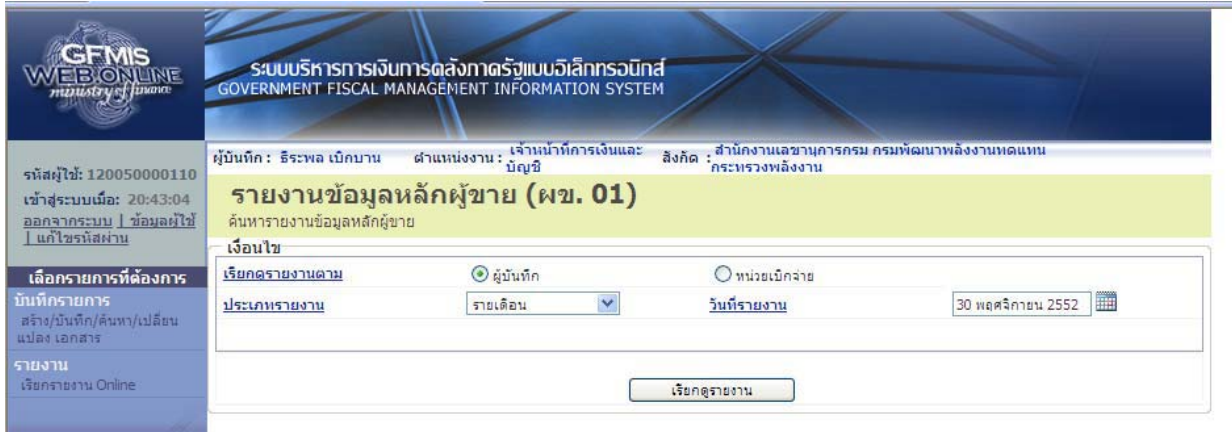 GFMIS
WEB ONLINE
ministry of finance
ระบบบริหารการเงินการคลังภาครัฐแบบอิเล็กทรอนิกส์
GOVERNMENT FISCAL MANAGEMENT INFORMATION SYSTEM
ผู้บันทึก : ธีระพล เบิกบาน ตำแหน่งงาน : เจ้าหน้าที่การเงินและบัญชี สังกัด : สำนักงานเลขานุการกรม กรมพัฒนาพลังงานทดแทน
กระทรวงพลังงาน
รหัสผู้ใช้: 120050000110
เข้าสู่ระบบเมื่อ: 20:43:04
ออกจากระบบ | ข้อมูลผู้ใช้
| แก้ไขรหัสผ่าน
รายงานข้อมูลหลักผู้ขาย (ผข. 01)
ค้นหารายงานข้อมูลหลักผู้ขาย
เลือกรายการที่ต้องการ
บันทึกรายการ
สร้าง/บันทึก/ค้นหา/เปลี่ยน
แปลง เอกสาร
รายงาน
เรียกรายงาน Online
เงื่อนไข
เรียกดูรายงานตาม ผู้บันทึก หน่วยเบิกจ่าย
ประเภทรายงาน รายเดือน วันที่รายงาน 30 พฤศจิกายน 2552
เรียกดูรายงาน